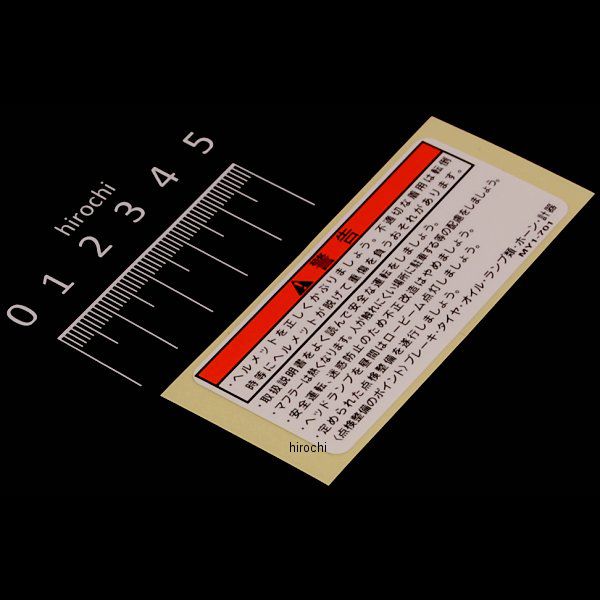 hirochi
0 1 2 3 4 5
警告
・ヘルメットを正しくかぶりましょう。不適切な着用は転倒
時等にヘルメットが脱げて重傷を負うおそれがあります。
取扱説明書をよく読んで安全な運転をしましょう。
・マフラーは熱くなります。人が触れにくい場所に駐車する等の配慮をしましょう。
・安全運転、迷惑防止のため不正改造はやめましょう。
・ヘッドランプを昼間はロービーム点灯しましょう。
・定められた点検整備を遂行しましょう。
(点検整備のポイント)ブレーキ・タイヤ・オイル・ランプ類・ホーン・計器
MY1-701
hirochi